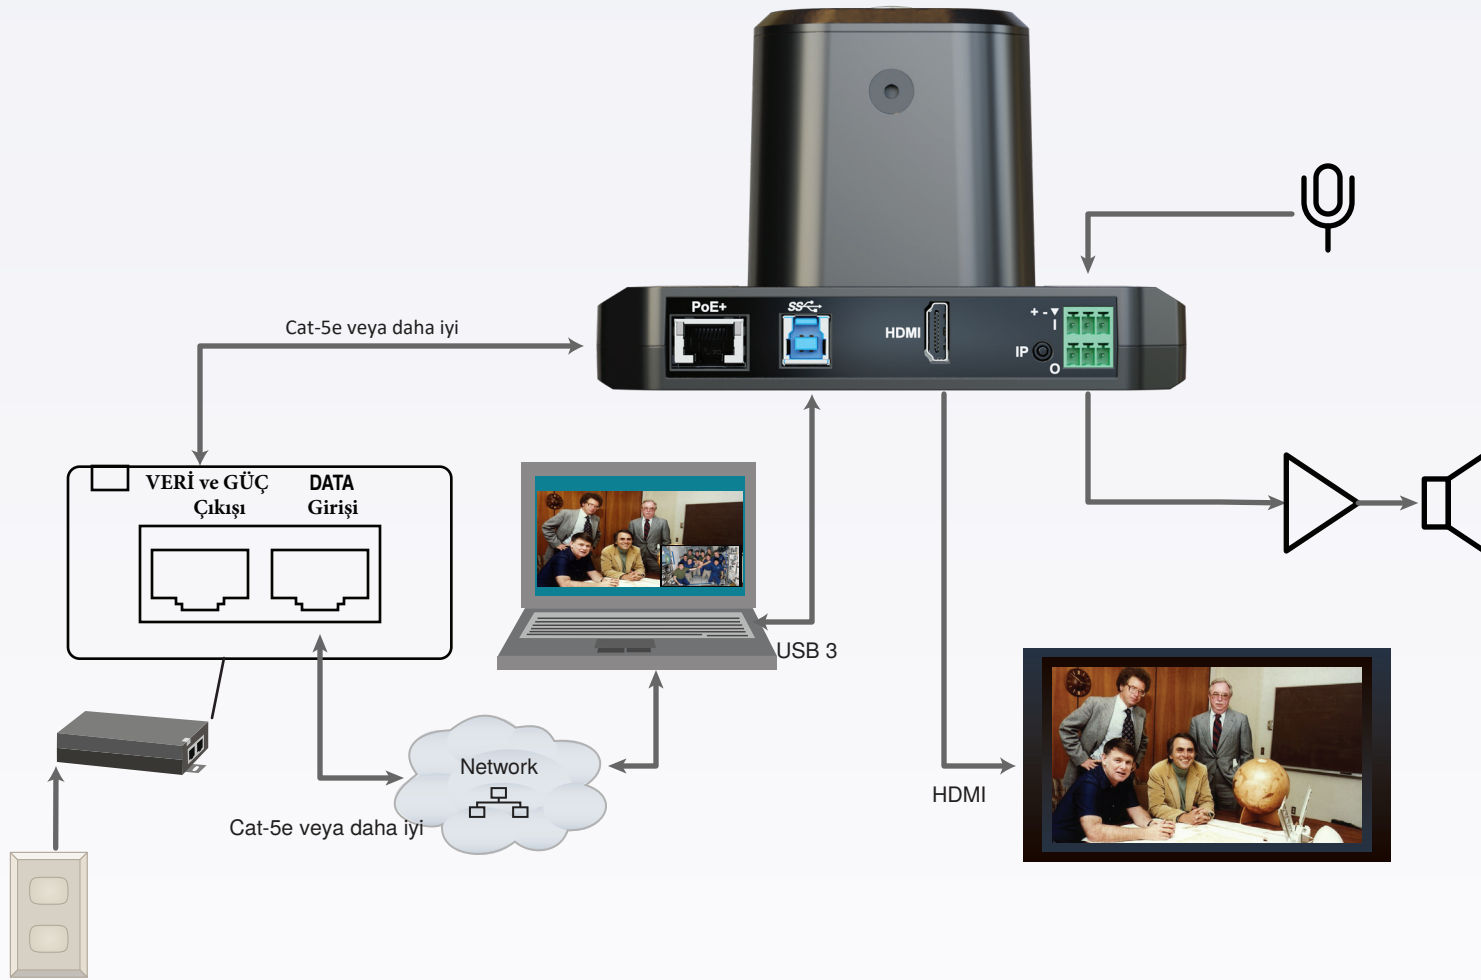 PoE+
SS
HDMI
+ - ▼
I
IP
O
Cat-5e veya daha iyi
VERİ ve GÜÇ
Çıkışı
DATA
Girişi
USB 3
Network
Cat-5e veya daha iyi
HDMI